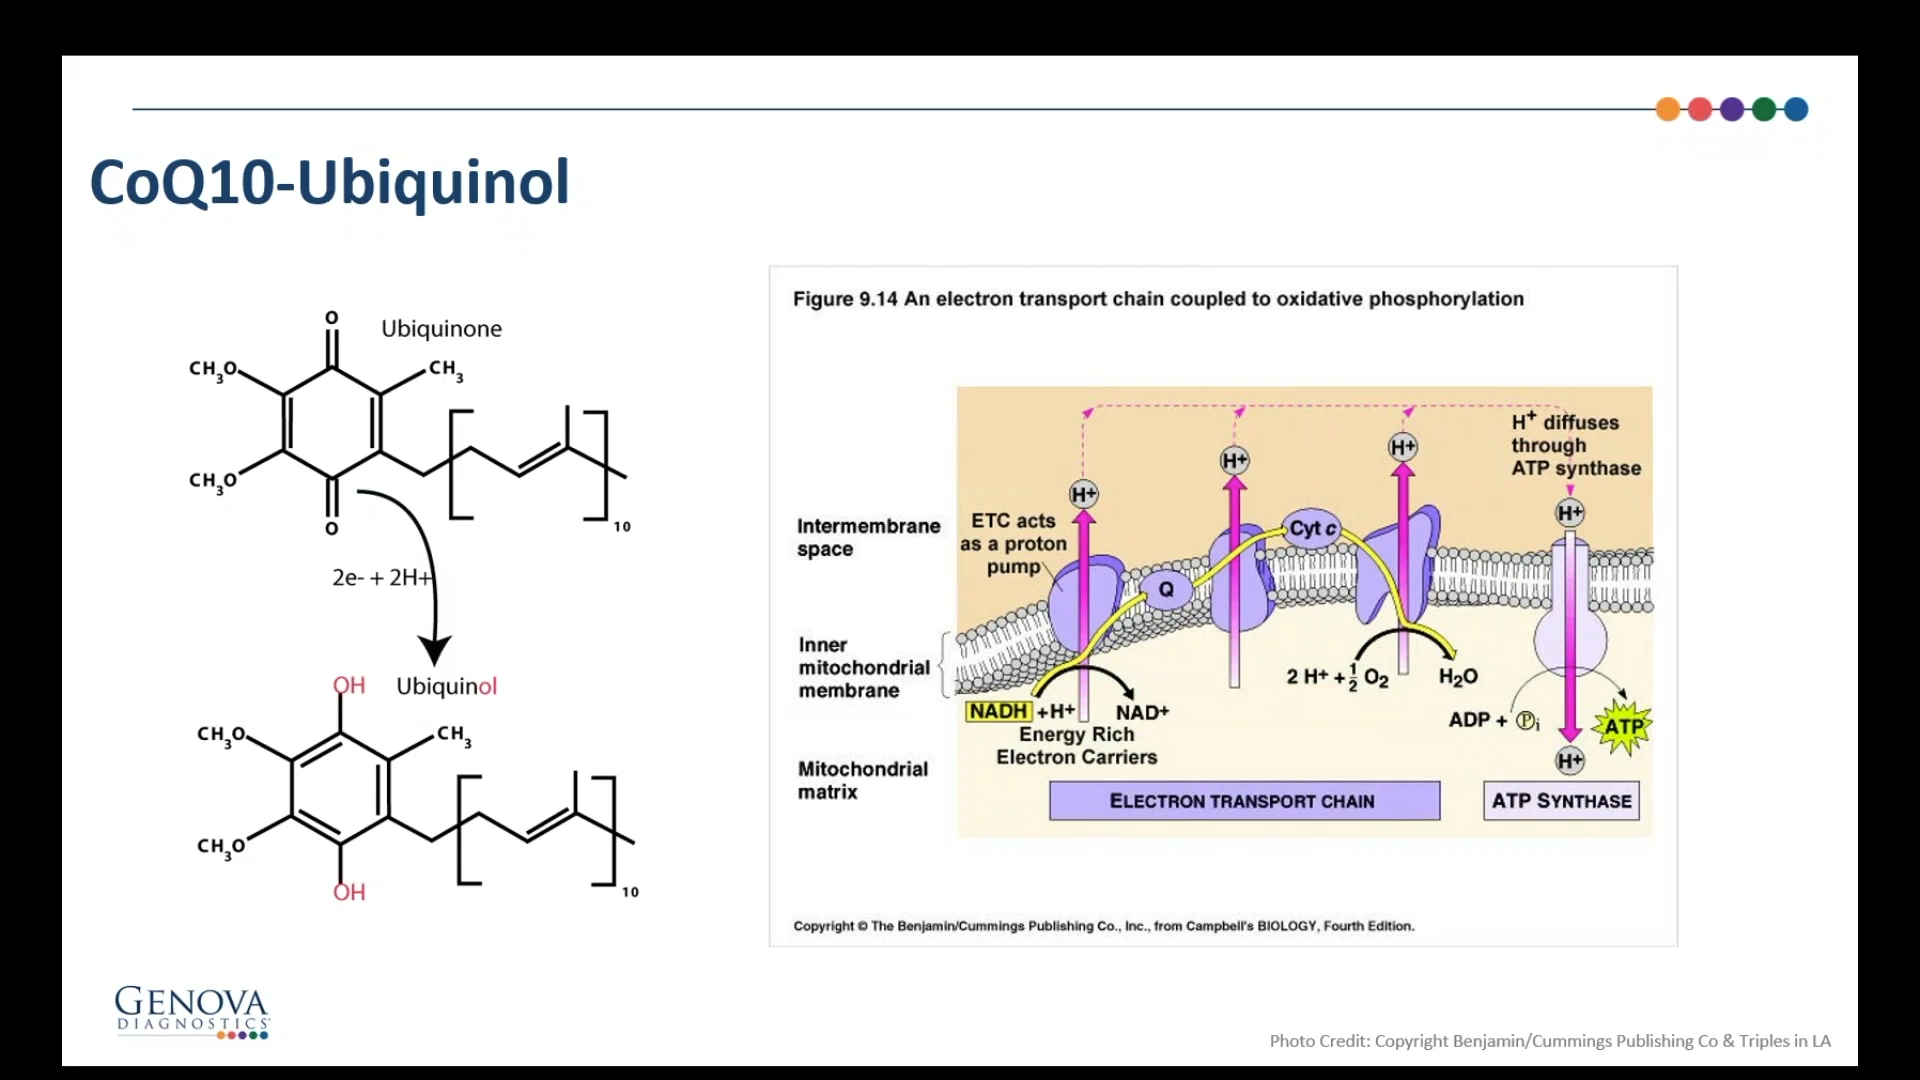 CoQ10-Ubiquinol
O
Ubiquinone
CH3O
CH3
CH3O
O
10
2e- + 2H+
OH
Ubiquinol
CH3O
CH3
CH3O
OH
10
Figure 9.14 An electron transport chain coupled to oxidative phosphorylation
Intermembrane
space
Inner
mitochondrial
membrane
Mitochondrial
matrix
ETC acts
as a proton
pump
H+
H+
H+
H+ diffuses
through
ATP synthase
H+
Q
Cyt c
NADH +H+
NAD+
Energy Rich
Electron Carriers
2 H+ + 1/2 O2
H2O
ADP + Pi
ATP
H+
ELECTRON TRANSPORT CHAIN
ATP SYNTHASE
Copyright © The Benjamin/Cummings Publishing Co., Inc., from Campbell's BIOLOGY, Fourth Edition.
GENOVA
DIAGNOSTICS
Photo Credit: Copyright Benjamin/Cummings Publishing Co & Triples in LA